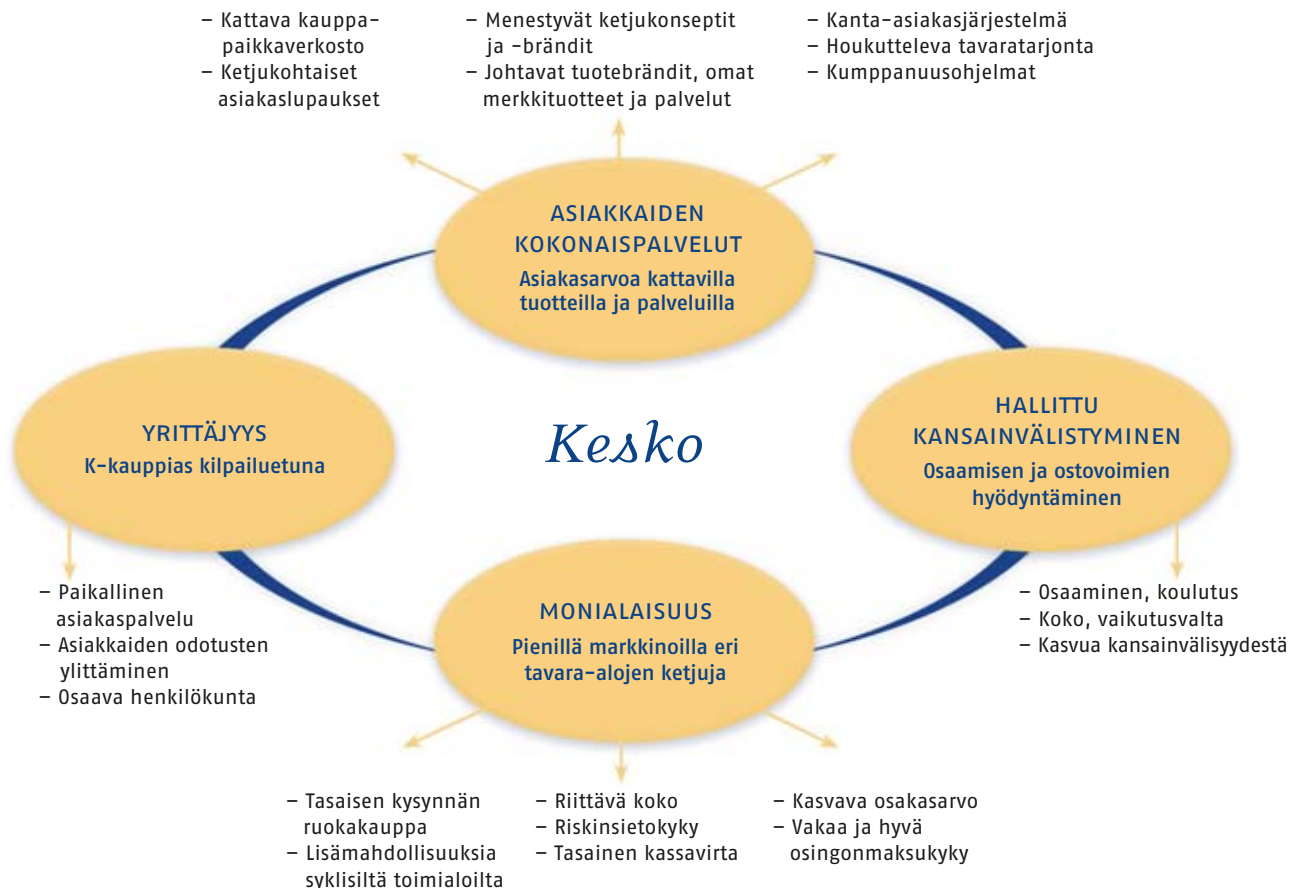 – Kattava kauppa-
paikkaverkosto
– Ketjukohtaiset
asiakaslupaukset
– Menestyvät ketjukonseptit
ja -brändit
– Johtavat tuotebrändit, omat
merkkituotteet ja palvelut
– Kanta-asiakasjärjestelmä
– Houkutteleva tavaratarjonta
– Kumppanuusohjelmat
ASIAKKAIDEN
KOKONAISPALVELUT
Asiakasarvoa kattavilla
tuotteilla ja palveluilla
YRITTÄJYYS
K-kauppias kilpailuetuna
Kesko
HALLITTU
KANSAINVÄLISTYMINEN
Osaamisen ja ostovoimien
hyödyntäminen
– Paikallinen
asiakaspalvelu
– Asiakkaiden odotusten
ylittäminen
– Osaava henkilökunta
MONIALAISUUS
Pienillä markkinoilla eri
tavara-alojen ketjuja
– Osaaminen, koulutus
– Koko, vaikutusvalta
– Kasvua kansainvälisyydestä
– Tasaisen kysynnän
ruokakauppa
– Lisämahdollisuuksia
syklisiltä toimialoilta
– Riittävä koko
– Riskinsietokyky
– Tasainen kassavirta
– Kasvava osakasarvo
– Vakaa ja hyvä
osingonmaksukyky